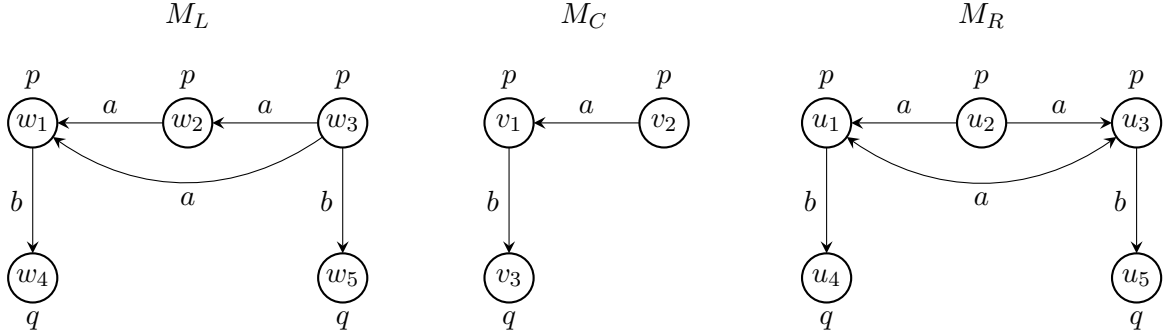 M_L M_C M_R
p p p p p p p p
a a a a a
w_1 w_2 w_3 v_1 v_2 u_1 u_2 u_3
a a
b b b b b
w_4 w_5 v_3 u_4 u_5
q q q q q